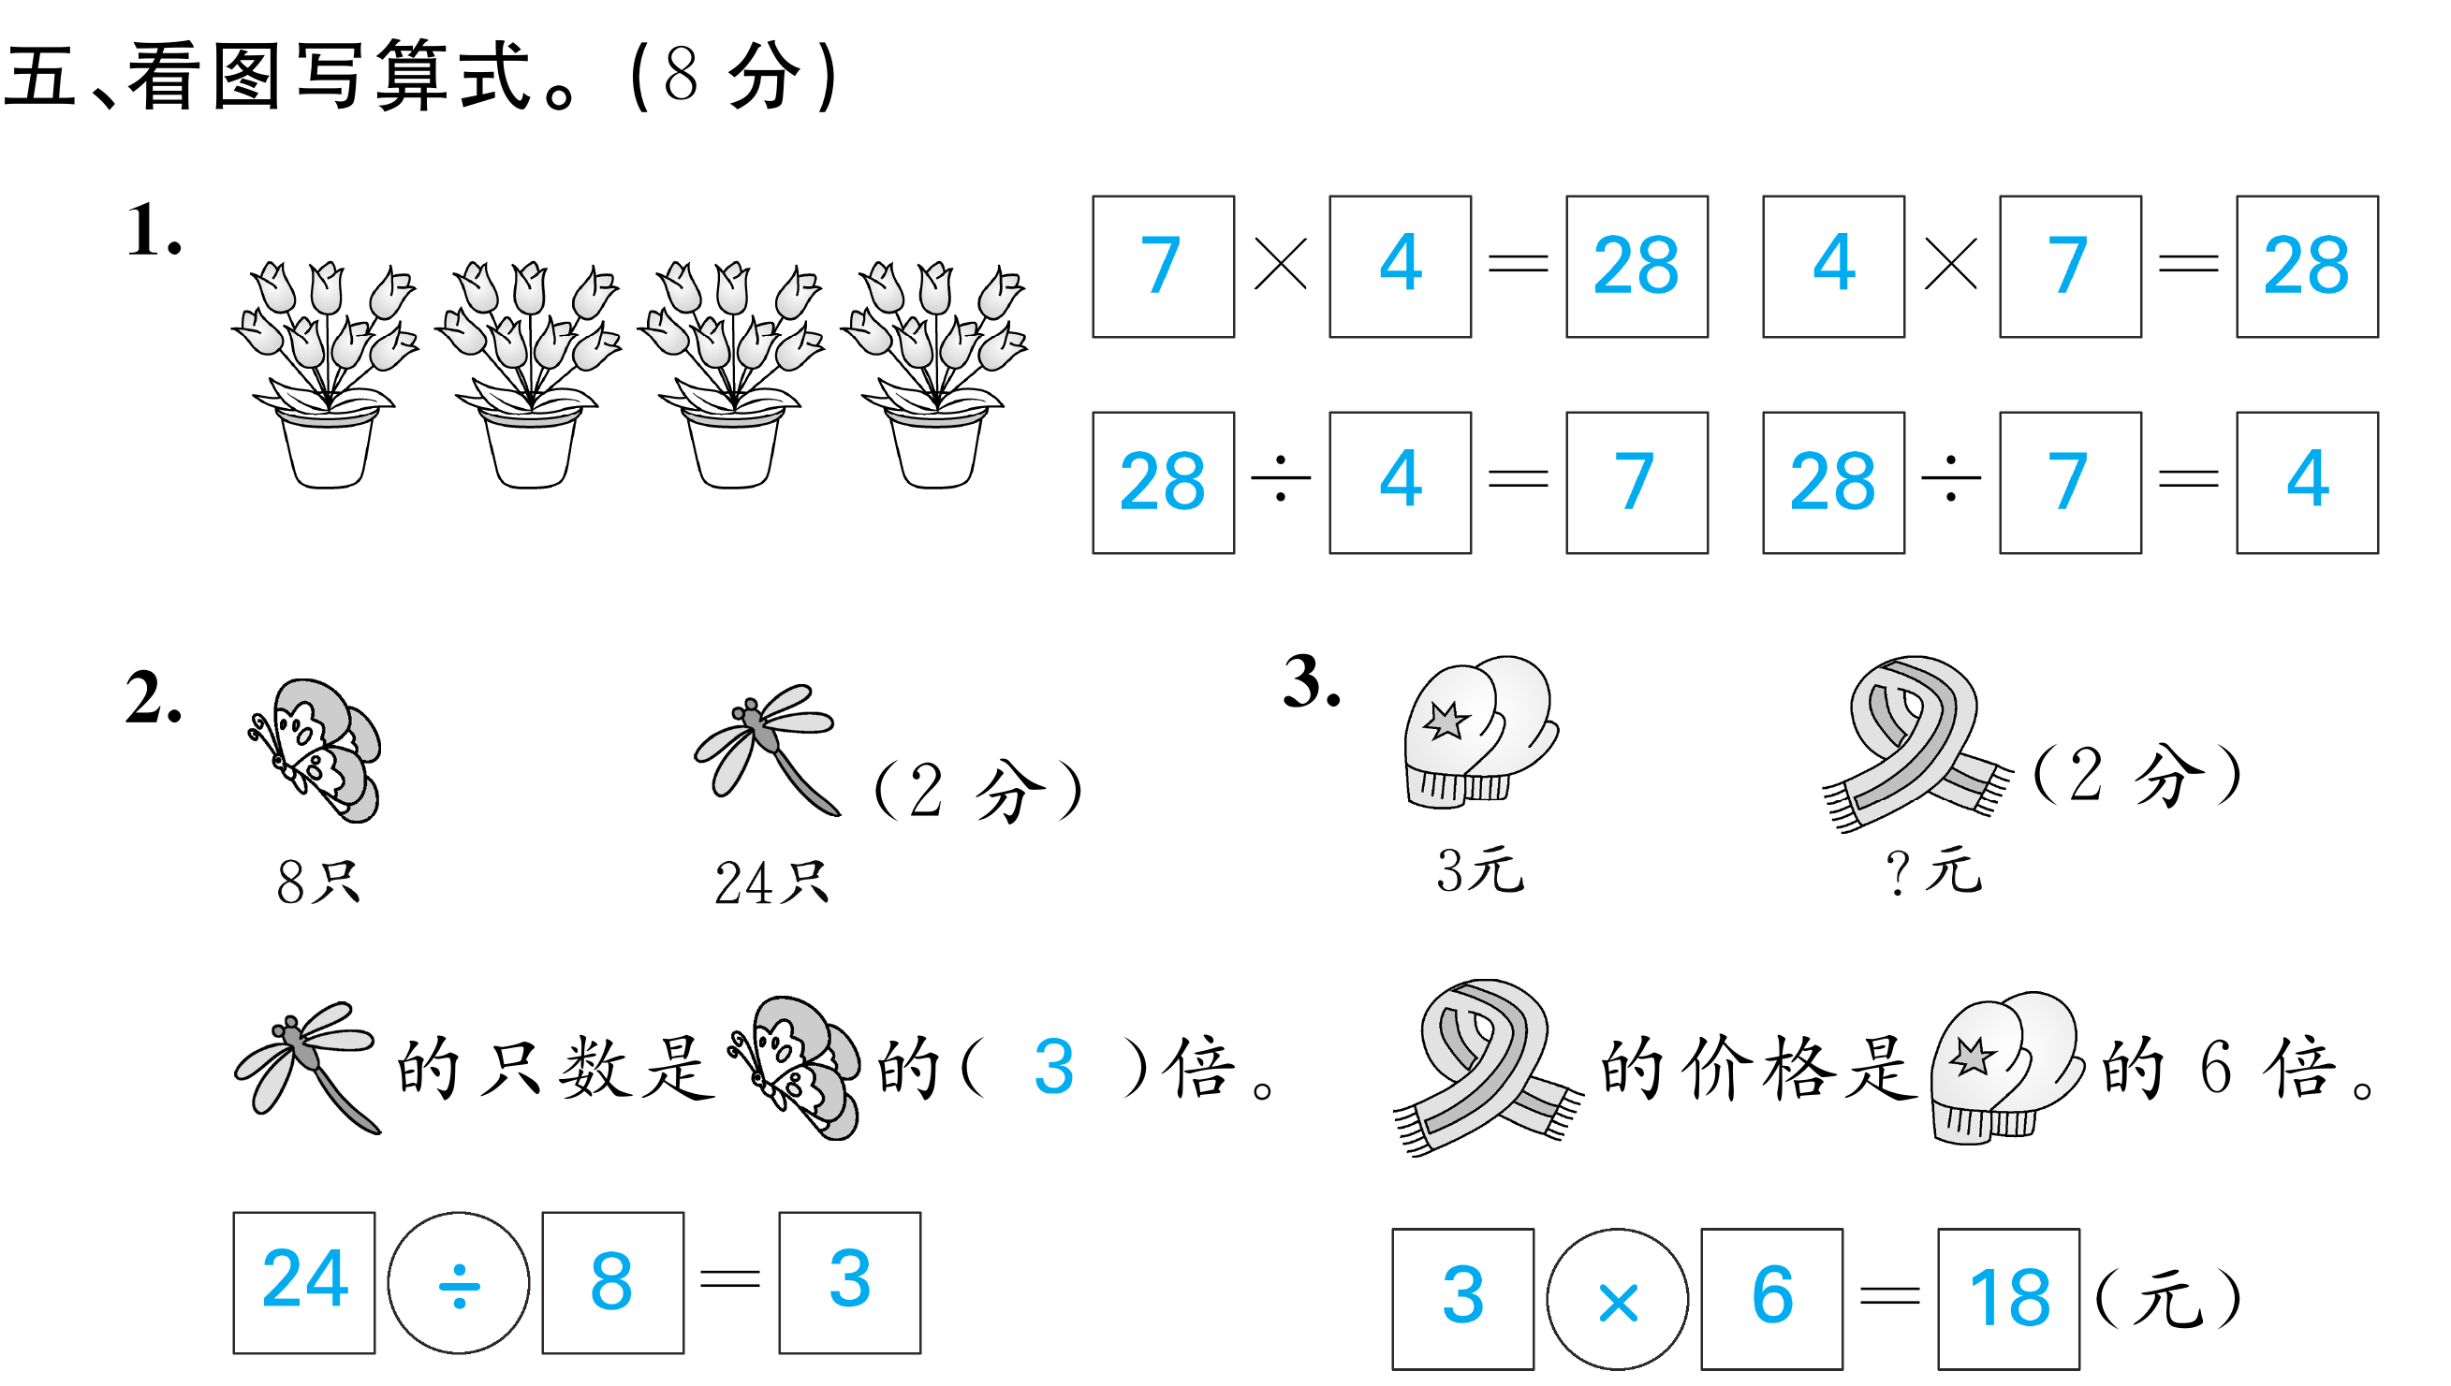 五、看图写算式。(8 分)
1.
7 × 4 = 28 4 × 7 = 28
28 ÷ 4 = 7 28 ÷ 7 = 4
2. (2 分)
8只 24只
的只数是 的( 3 )倍。
24 ÷ 8 = 3
3. (2 分)
3元 ?元
的价格是 的 6 倍。
3 × 6 = 18 (元)